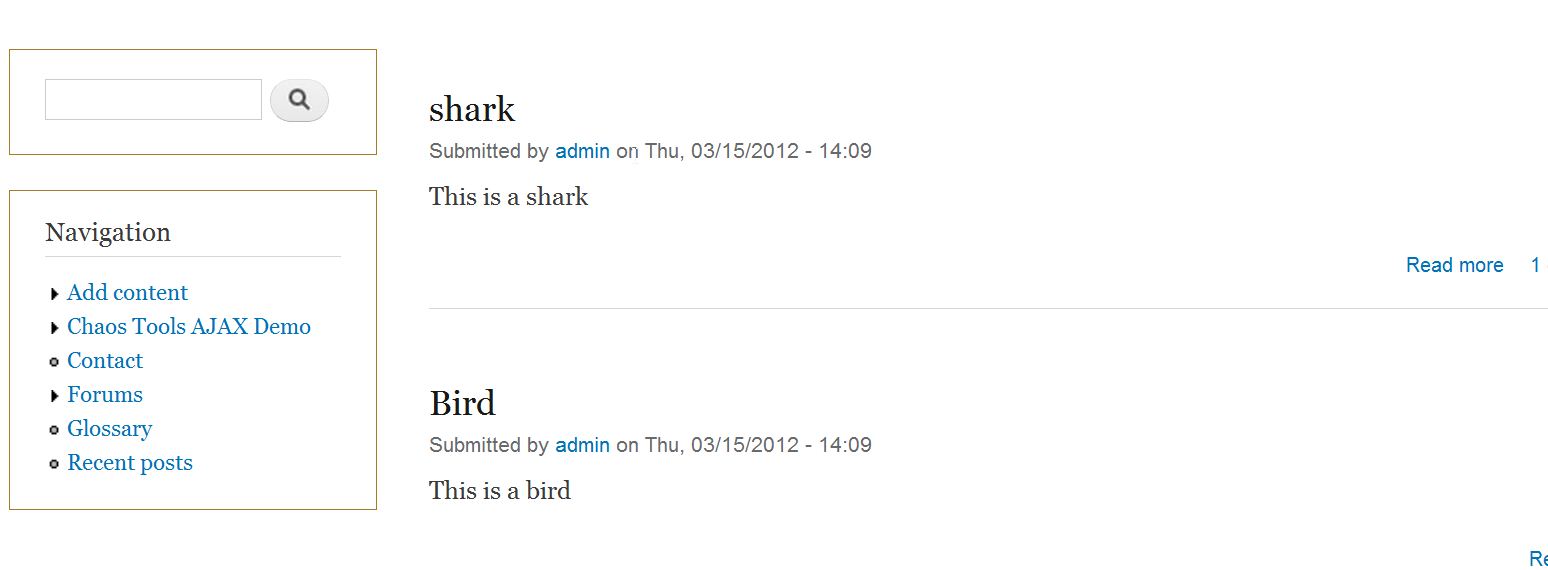 shark
Submitted by admin on Thu, 03/15/2012 - 14:09
This is a shark
Read more 1
Navigation
Add content
Chaos Tools AJAX Demo
Contact
Forums
Glossary
Recent posts
Bird
Submitted by admin on Thu, 03/15/2012 - 14:09
This is a bird